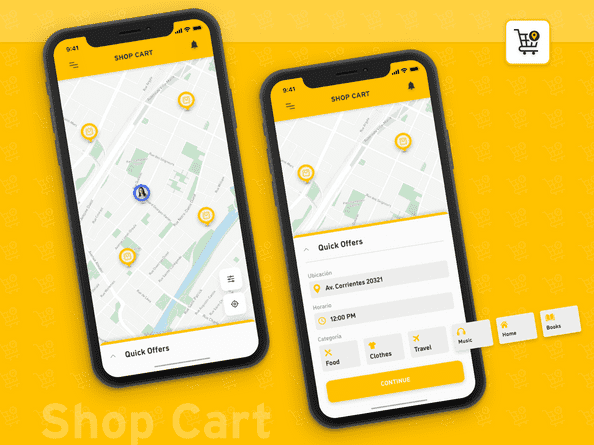 9:41
SHOP CART
Quick Offers
9:41
SHOP CART
Quick Offers
Ubicación
Av. Corrientes 20321
Horario
12:00 PM
Categoría
Food
Clothes
Travel
Music
Home
Books
CONTINUE
Shop Cart